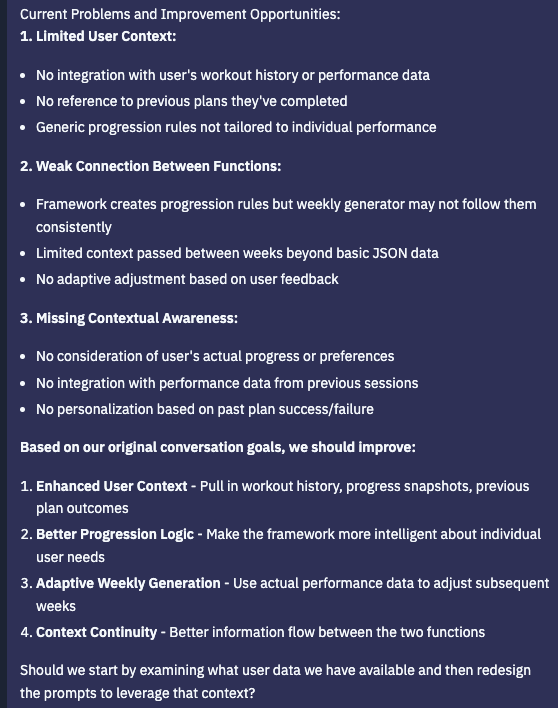 Current Problems and Improvement Opportunities:
1. Limited User Context:
• No integration with user's workout history or performance data
• No reference to previous plans they've completed
• Generic progression rules not tailored to individual performance
2. Weak Connection Between Functions:
• Framework creates progression rules but weekly generator may not follow them
consistently
• Limited context passed between weeks beyond basic JSON data
• No adaptive adjustment based on user feedback
3. Missing Contextual Awareness:
• No consideration of user's actual progress or preferences
• No integration with performance data from previous sessions
• No personalization based on past plan success/failure
Based on our original conversation goals, we should improve:
1. Enhanced User Context - Pull in workout history, progress snapshots, previous
plan outcomes
2. Better Progression Logic - Make the framework more intelligent about individual
user needs
3. Adaptive Weekly Generation - Use actual performance data to adjust subsequent
weeks
4. Context Continuity - Better information flow between the two functions
Should we start by examining what user data we have available and then redesign
the prompts to leverage that context?